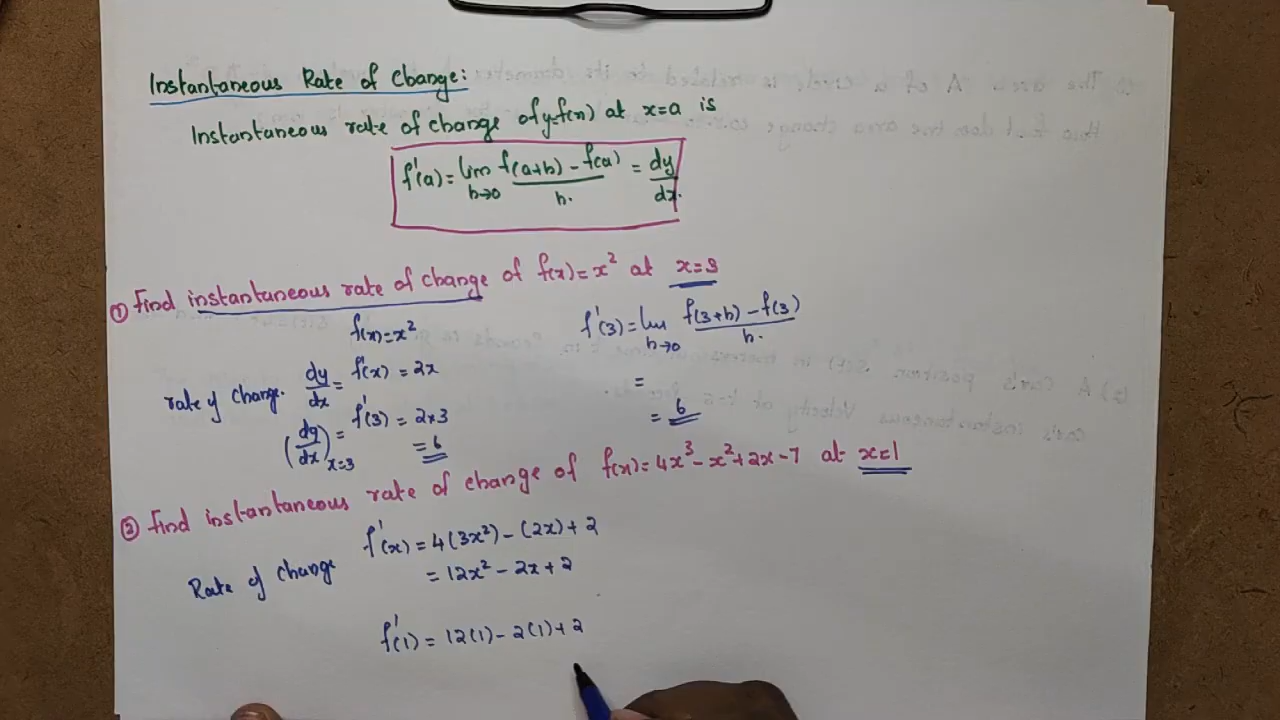 Instantaneous Rate of Change:
Instantaneous rate of change of y=f(x) at x=a is
f'(a) = lim h→0 f(a+h) - f(a) / h. = dy/dx.
① Find instantaneous rate of change of f(x)=x² at x=3
f(x)=x²
rate of change. dy/dx = f'(x) = 2x
(dy/dx) x=3 = f'(3) = 2×3
= 6
f'(3) = lim h→0 f(3+h) - f(3) / h.
=
= 6
② Find instantaneous rate of change of f(x)=4x³-x²+2x-7 at x=1
f'(x) = 4(3x²) - (2x) + 2
Rate of change = 12x² - 2x + 2
f'(1) = 12(1) - 2(1) + 2